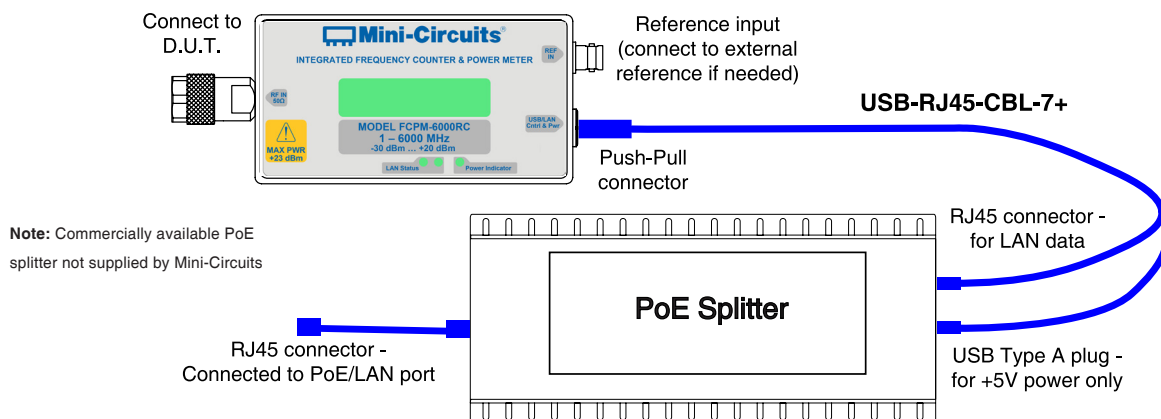 Connect to
D.U.T.
Mini-Circuits®
INTEGRATED FREQUENCY COUNTER & POWER METER
REF
IN
RF IN
50Ω
MAX PWR
+23 dBm
MODEL FCPM-6000RC
1 – 6000 MHz
-30 dBm ... +20 dBm
USB/LAN
Cntrl & Pwr
LAN Status
Power Indicator
Reference input
(connect to external
reference if needed)
USB-RJ45-CBL-7+
Push-Pull
connector
RJ45 connector -
for LAN data
Note: Commercially available PoE
splitter not supplied by Mini-Circuits
PoE Splitter
RJ45 connector -
Connected to PoE/LAN port
USB Type A plug -
for +5V power only